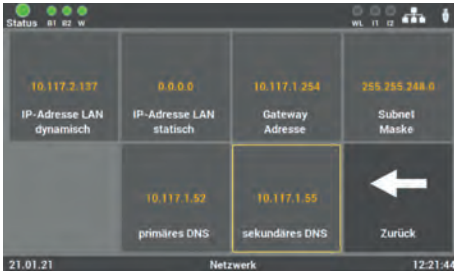 Status B1 B2 W WL I1 I2
10.117.2.137 0.0.0.0 10.117.1.254 255.255.248.0
IP-Adresse LAN IP-Adresse LAN Gateway Subnet
dynamisch statisch Adresse Maske
10.117.1.52 10.117.1.55
primäres DNS sekundäres DNS Zurück
21.01.21 Netzwerk 12:21:44